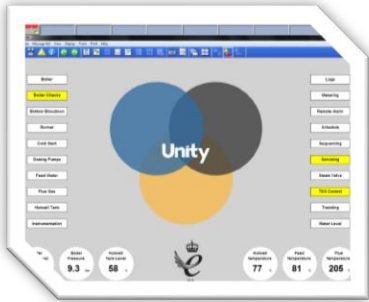 Boiler
Logs
Boiler Checks
Metering
Bottom Blowdown
Remote Alarm
Burner
Schedule
Cold Start
Sequencing
Dosing Pumps
Servicing
Unity
Feed Water
Steam Valve
Flue Gas
TDS Control
Hotwell Tank
Trending
Instrumentation
Water Level
Boiler
Pressure
9.3
Hotwell
Tank Level
58
Hotwell
Temperature
77
Feed
Temperature
81
Flue
Temperature
205